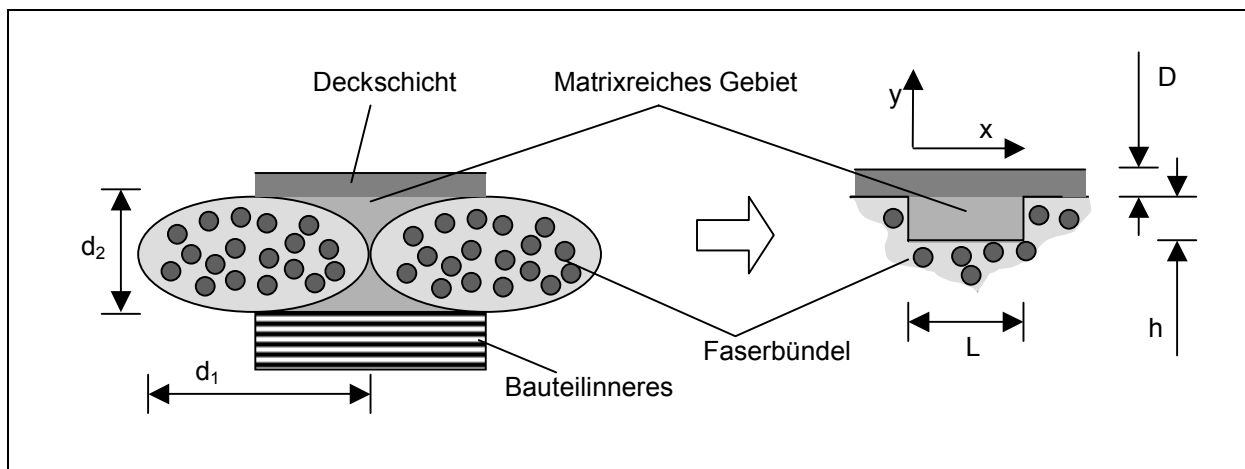 Deckschicht
Matrixreiches Gebiet
y
x
D
d2
Faserbündel
L
h
d1
Bauteilinneres